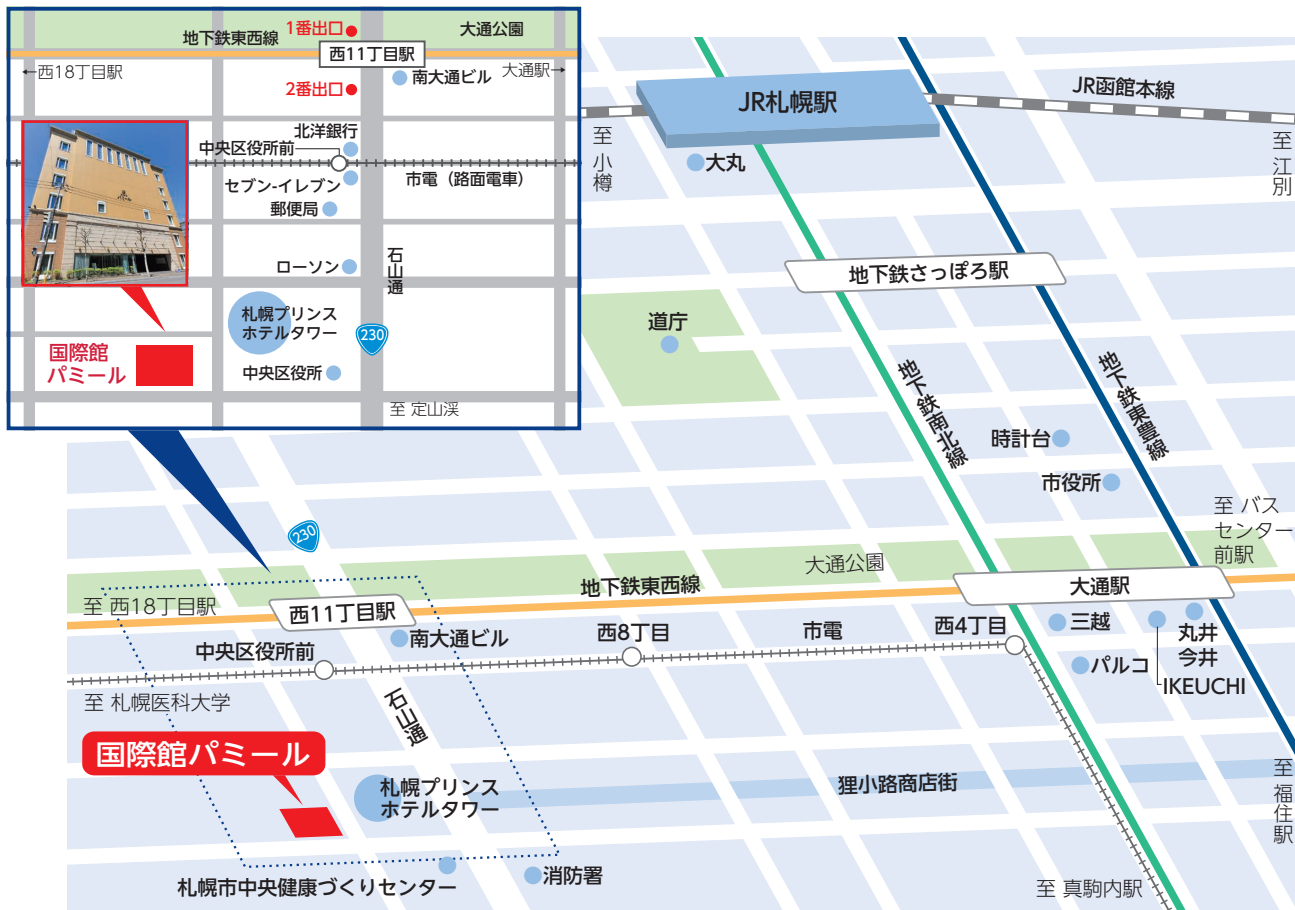 1番出口
地下鉄東西線
大通公園
西11丁目駅
←西18丁目駅
大通駅→
南大通ビル
2番出口
北洋銀行
中央区役所前
市電（路面電車）
セブン-イレブン
郵便局
ローソン
石山通
札幌プリンス
ホテルタワー
230
国際館
パミール
中央区役所
至 定山渓
JR札幌駅
JR函館本線
至 小樽
至 江別
大丸
地下鉄さっぽろ駅
道庁
地下鉄南北線
地下鉄東豊線
時計台
市役所
至 バス
センター
前駅
230
大通公園
地下鉄東西線
大通駅
至 西18丁目駅
西11丁目駅
南大通ビル
中央区役所前
西8丁目
市電
西4丁目
三越
丸井
今井
パルコ
IKEUCHI
至 札幌医科大学
石山通
国際館パミール
札幌プリンス
ホテルタワー
狸小路商店街
至 福住駅
札幌市中央健康づくりセンター
消防署
至 真駒内駅